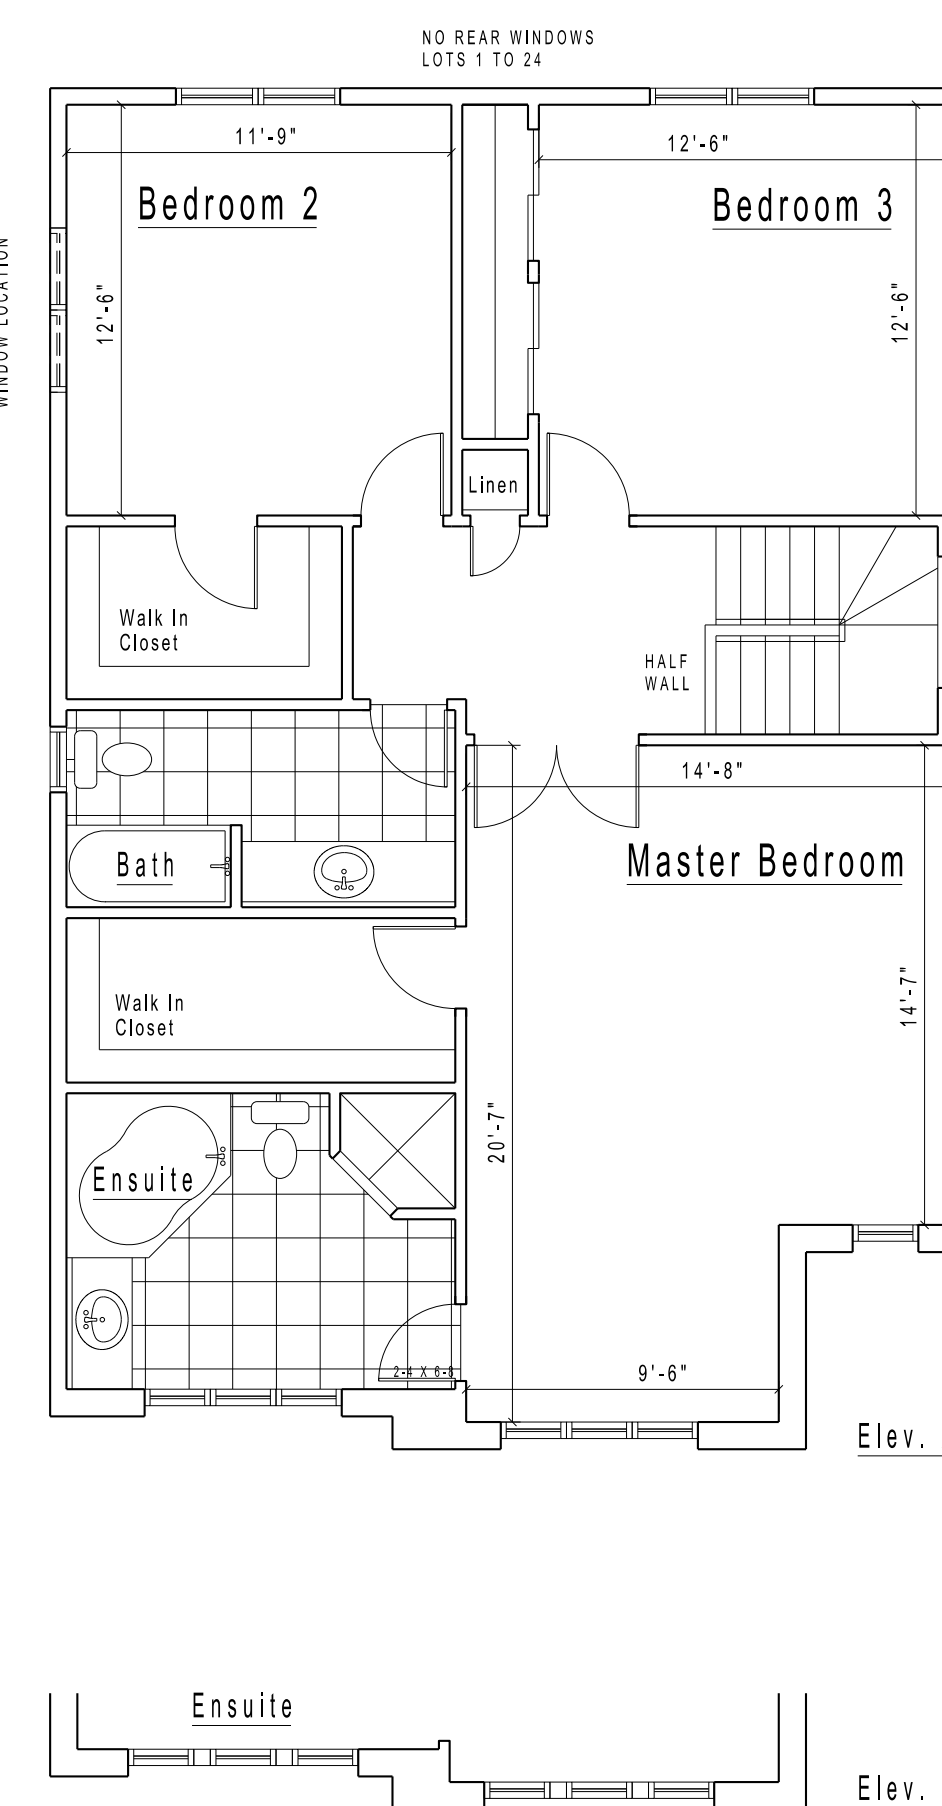 NO REAR WINDOWS
LOTS 1 TO 24
11'-9"
12'-6"
Bedroom 2
Bedroom 3
WINDOW LOCATION
12'-6"
12'-6"
Linen
Walk In
Closet
HALF
WALL
14'-8"
Bath
Master Bedroom
Walk In
Closet
14'-7"
20'-7"
Ensuite
2-4 X 6-8
9'-6"
Elev.
Ensuite
Elev.